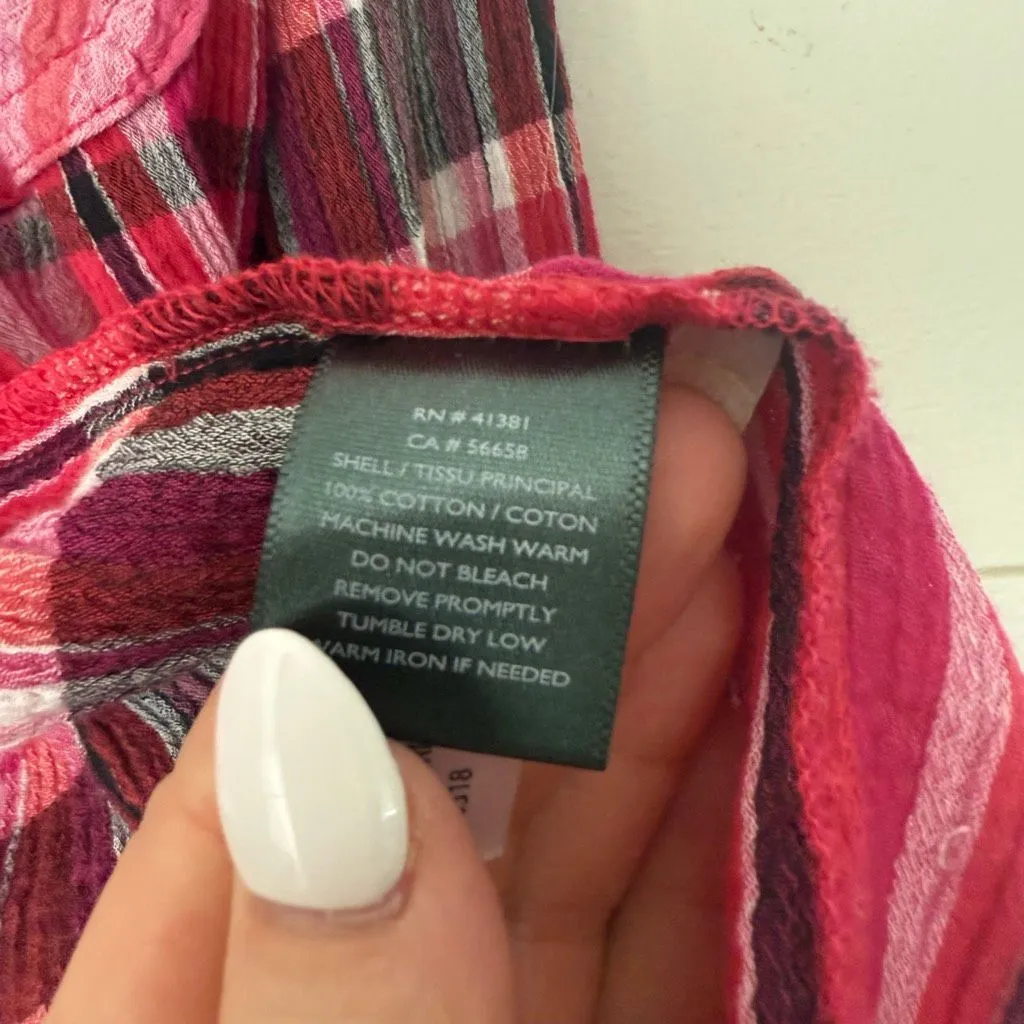 RN # 41381
CA # 56658
SHELL / TISSU PRINCIPAL
100% COTTON / COTON
MACHINE WASH WARM
DO NOT BLEACH
REMOVE PROMPTLY
TUMBLE DRY LOW
WARM IRON IF NEEDED